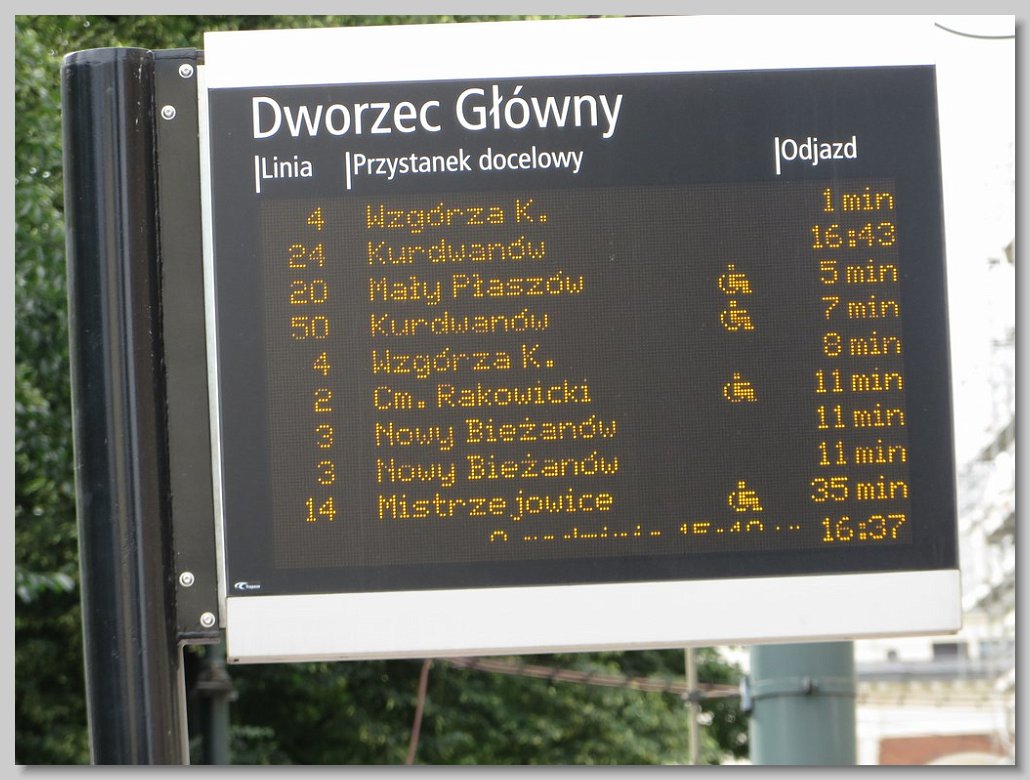 Dworzec Główny
Linia Przystanek docelowy Odjazd
4 Wzgórza K. 1 min
24 Kurdwanów 16:43
20 Mały Płaszów 5 min
50 Kurdwanów 7 min
4 Wzgórza K. 8 min
2 Cm. Rakowicki 11 min
3 Nowy Bieżanów 11 min
3 Nowy Bieżanów 11 min
14 Mistrzejowice 35 min
16:37